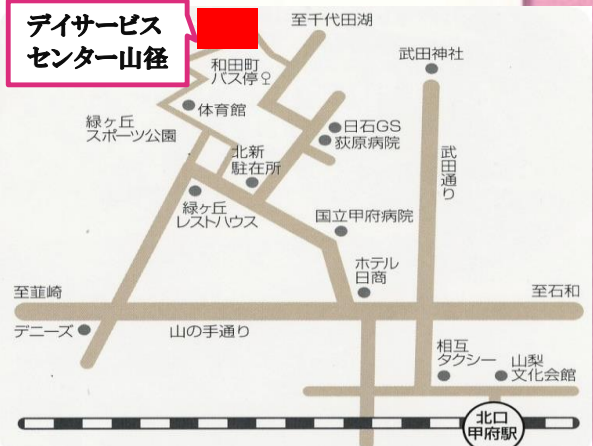 デイサービス
センター山径
至千代田湖
武田神社
和田町
バス停
体育館
緑ヶ丘
スポーツ公園
日石GS
荻原病院
武田通り
北新
駐在所
緑ヶ丘
レストハウス
国立甲府病院
ホテル
日商
至韮崎
至石和
デニーズ
山の手通り
相互
タクシー
山梨
文化会館
北口
甲府駅